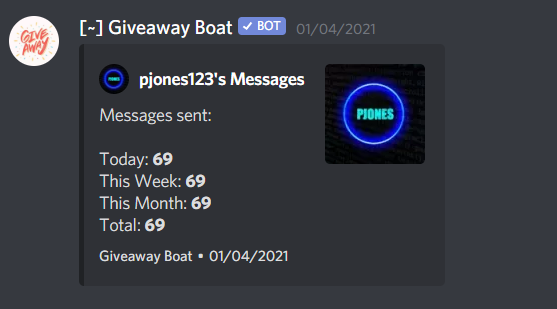 GIVE AWAY
[~] Giveaway Boat ✓ BOT 01/04/2021
PJONES pjones123's Messages
PJONES
Messages sent:
Today: 69
This Week: 69
This Month: 69
Total: 69
Giveaway Boat • 01/04/2021